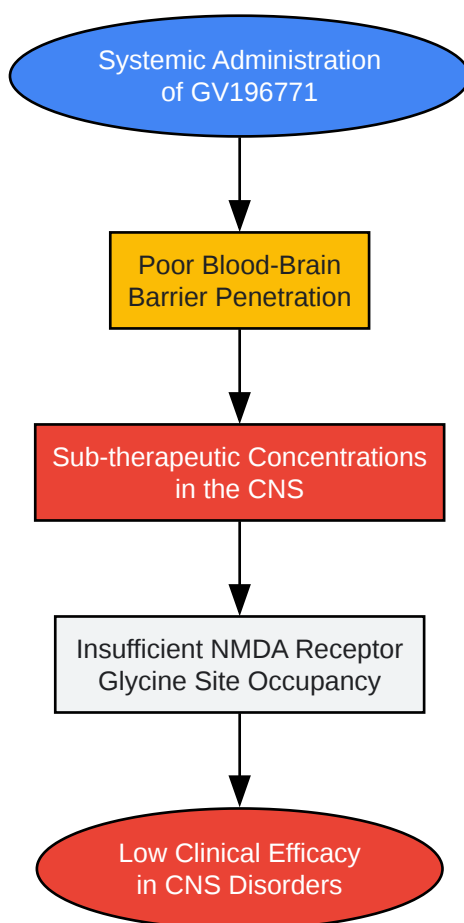 Systemic Administration
of GV196771
Poor Blood-Brain
Barrier Penetration
Sub-therapeutic Concentrations
in the CNS
Insufficient NMDA Receptor
Glycine Site Occupancy
Low Clinical Efficacy
in CNS Disorders